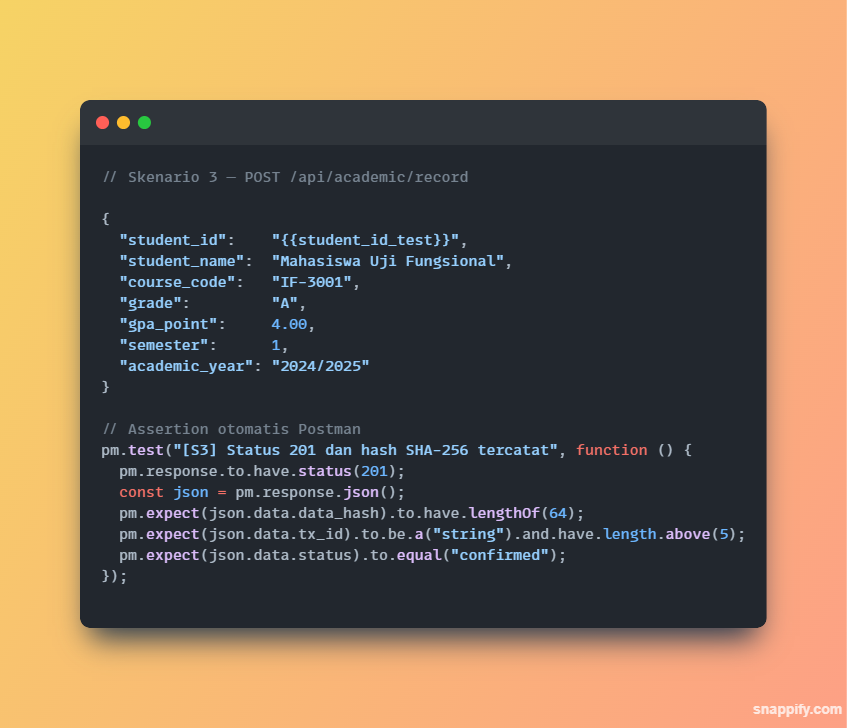 // Skenario 3 — POST /api/academic/record
{
  "student_id":    "{{student_id_test}}",
  "student_name":  "Mahasiswa Uji Fungsional",
  "course_code":   "IF-3001",
  "grade":         "A",
  "gpa_point":     4.00,
  "semester":      1,
  "academic_year": "2024/2025"
}
// Assertion otomatis Postman
pm.test("[S3] Status 201 dan hash SHA-256 tercatat", function () {
  pm.response.to.have.status(201);
  const json = pm.response.json();
  pm.expect(json.data.data_hash).to.have.lengthOf(64);
  pm.expect(json.data.tx_id).to.be.a("string").and.have.length.above(5);
  pm.expect(json.data.status).to.equal("confirmed");
});
snappify.com